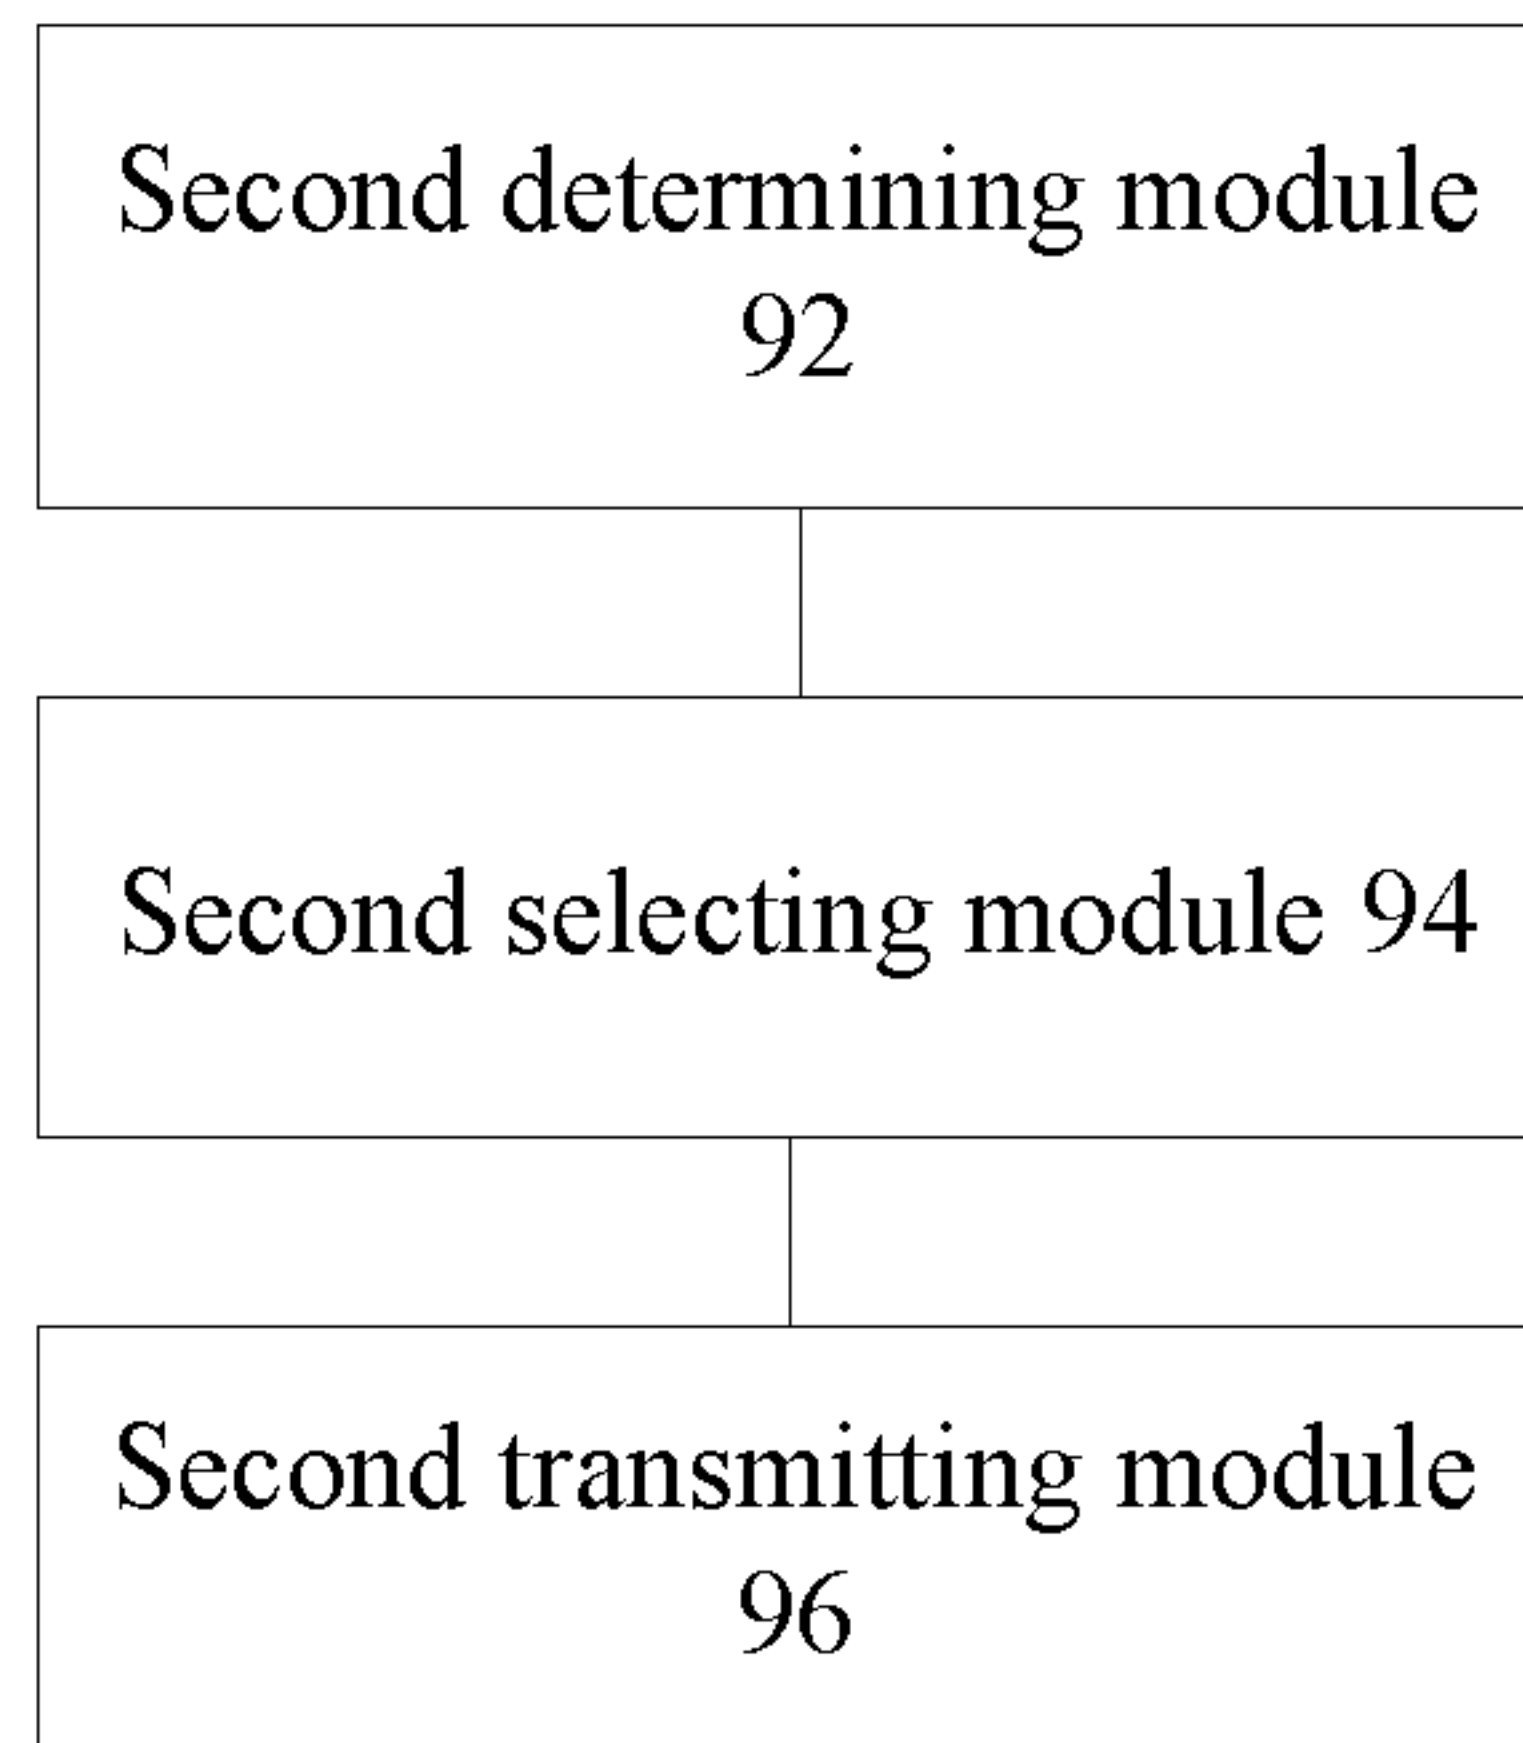 Second determining module
92
Second selecting module 94
Second transmitting module
96